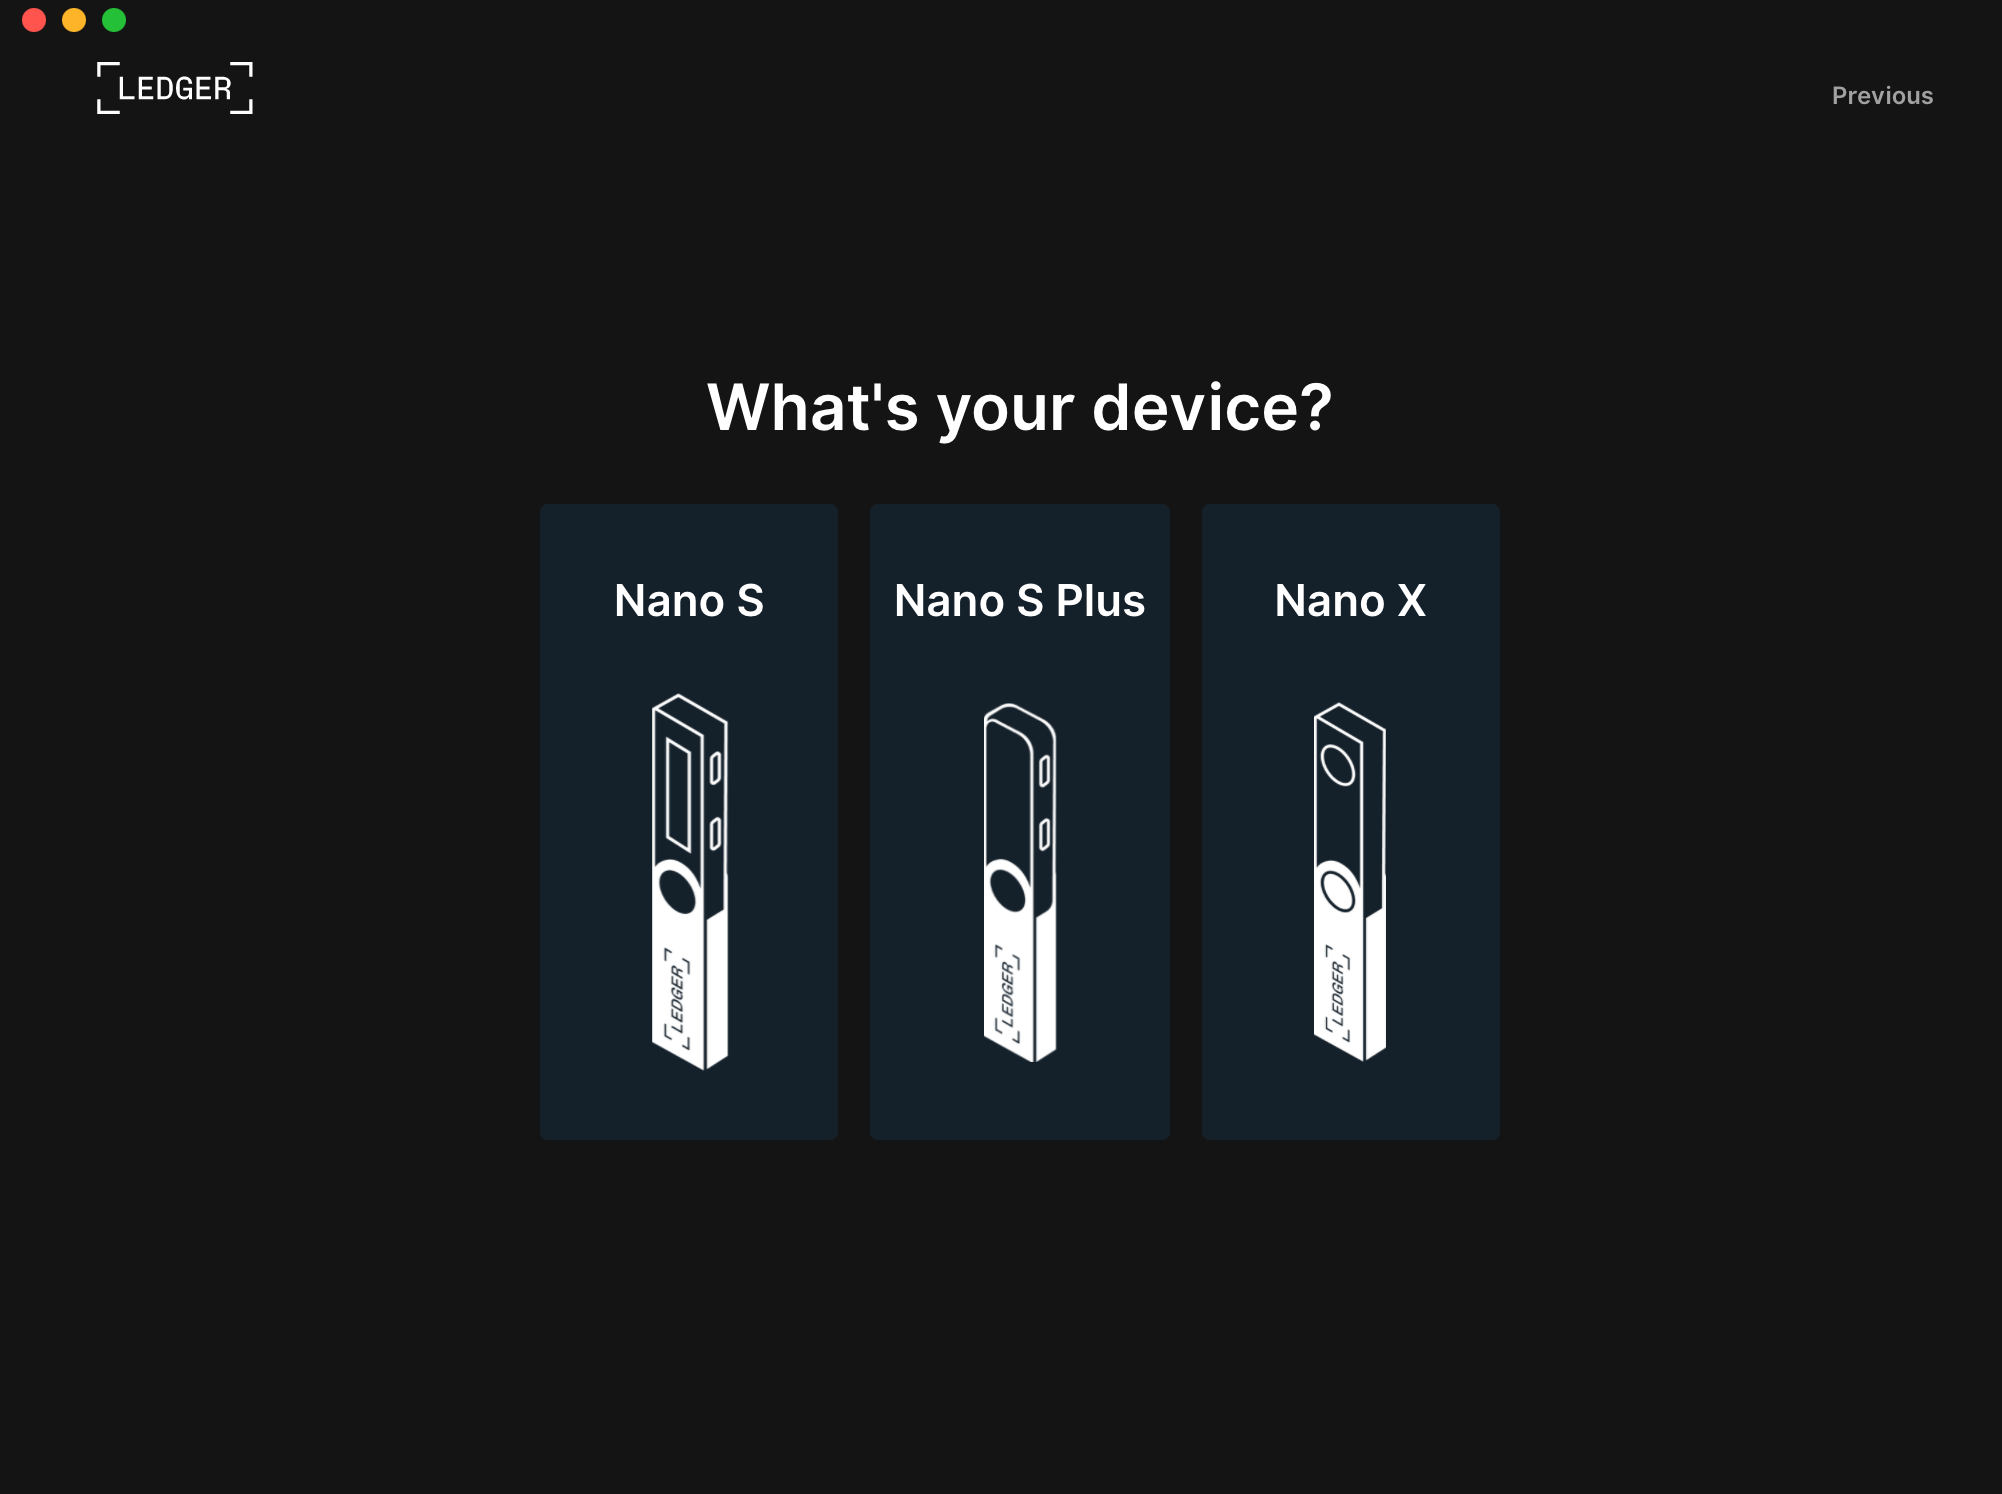 LEDGER
Previous
What's your device?
Nano S
Nano S Plus
Nano X
LEDGER
LEDGER
LEDGER